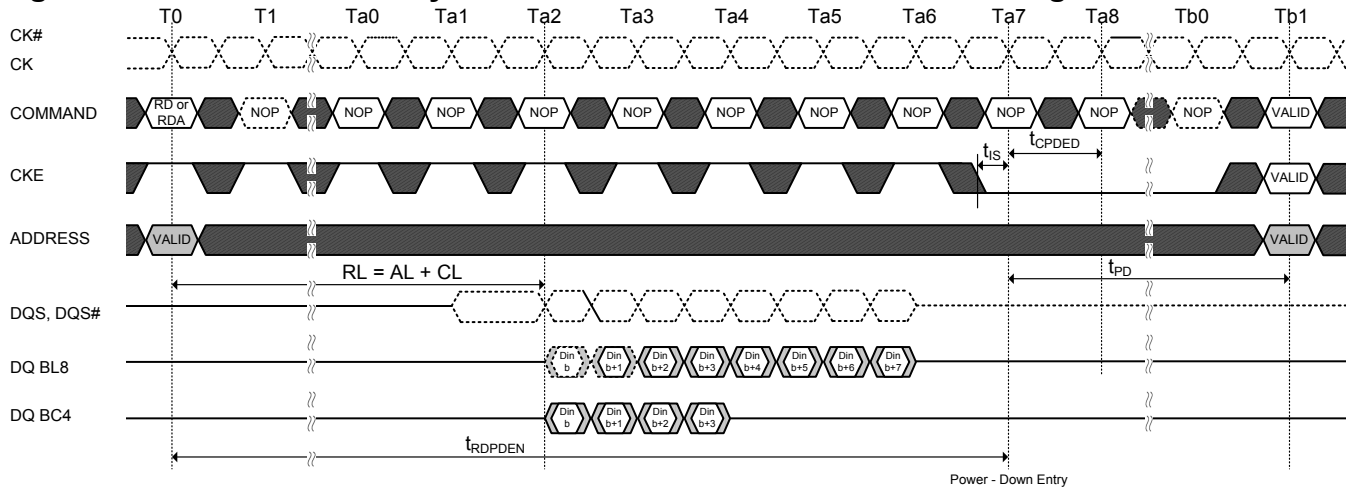 T0 T1 Ta0 Ta1 Ta2 Ta3 Ta4 Ta5 Ta6 Ta7 Ta8 Tb0 Tb1
CK#
CK
COMMAND
RD or
RDA
NOP NOP NOP NOP NOP NOP NOP NOP NOP NOP NOP VALID
tIS
tCPDED
CKE
VALID
ADDRESS
VALID
VALID
RL = AL + CL
tPD
DQS, DQS#
DQ BL8
Din b Din b+1 Din b+2 Din b+3 Din b+4 Din b+5 Din b+6 Din b+7
DQ BC4
Din b Din b+1 Din b+2 Din b+3
tRDPDEN
Power - Down Entry